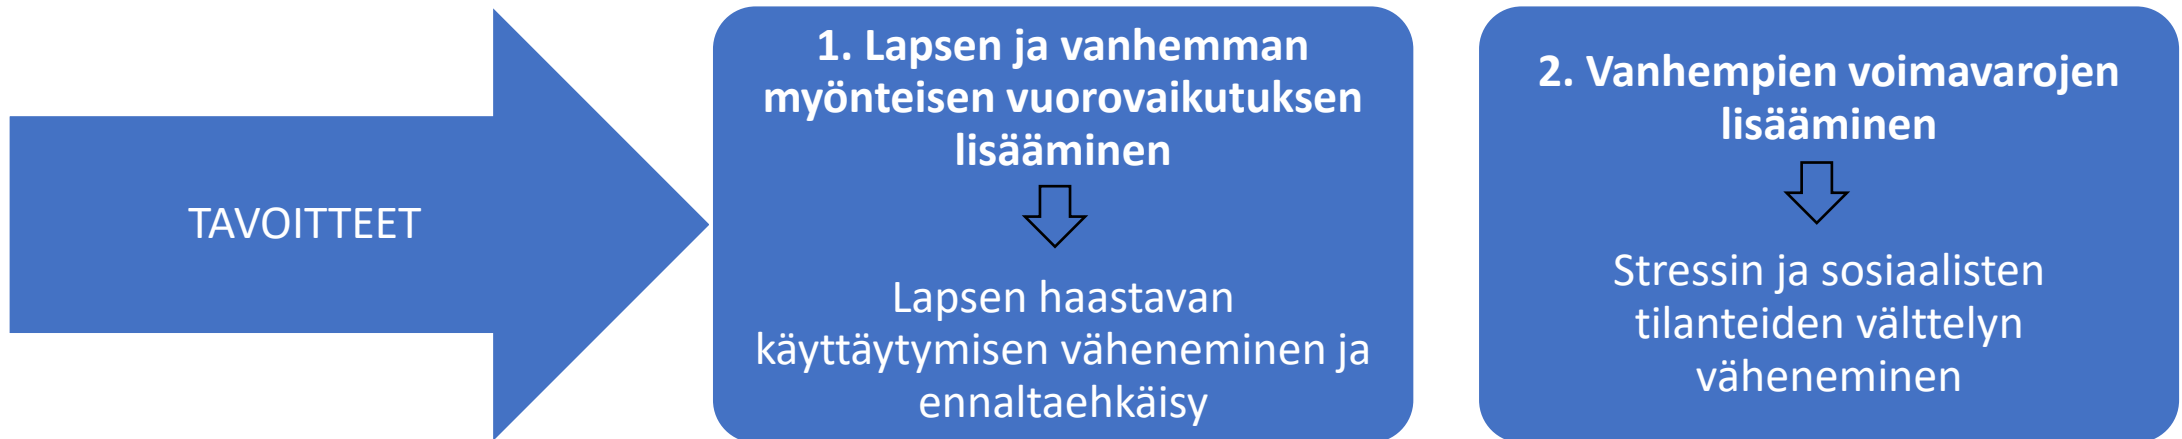 TAVOITTEET
1. Lapsen ja vanhemman
myönteisen vuorovaikutuksen
lisääminen
Lapsen haastavan
käyttäytymisen väheneminen ja
ennaltaehkäisy
2. Vanhempien voimavarojen
lisääminen
Stressin ja sosiaalisten
tilanteiden välttelyn
väheneminen